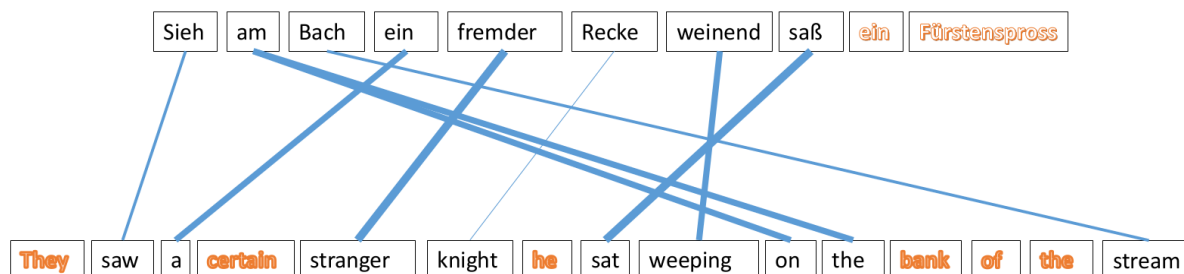 Sieh am Bach ein fremder Recke weinend saß ein Fürstenspross
They saw a certain stranger knight he sat weeping on the bank of the stream